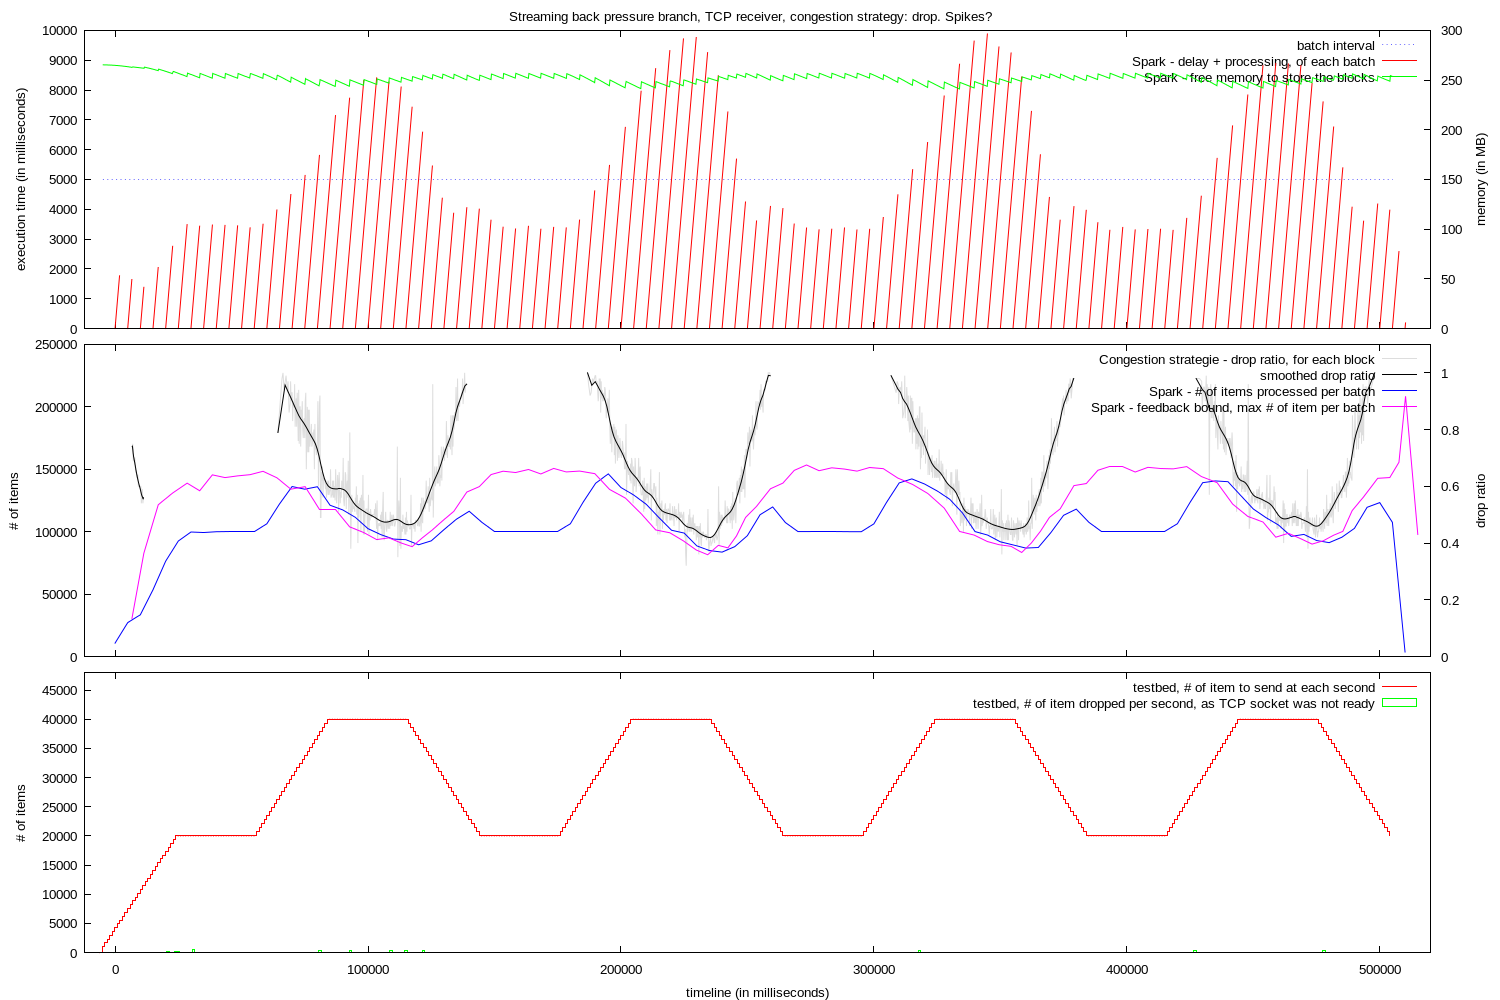 Streaming back pressure branch, TCP receiver, congestion strategy: drop. Spikes?
10000
9000
8000
7000
6000
5000
4000
3000
2000
1000
0
execution time (in milliseconds)
300
250
200
150
100
50
0
memory (in MB)
batch interval
Spark - delay + processing, of each batch
Spark - free memory to store the blocks
250000
200000
150000
100000
50000
0
# of items
1
0.8
0.6
0.4
0.2
0
drop ratio
Congestion strategie - drop ratio, for each block
smoothed drop ratio
Spark - # of items processed per batch
Spark - feedback bound, max # of item per batch
45000
40000
35000
30000
25000
20000
15000
10000
5000
0
# of items
testbed, # of item to send at each second
testbed, # of item dropped per second, as TCP socket was not ready
0
100000
200000
300000
400000
500000
timeline (in milliseconds)